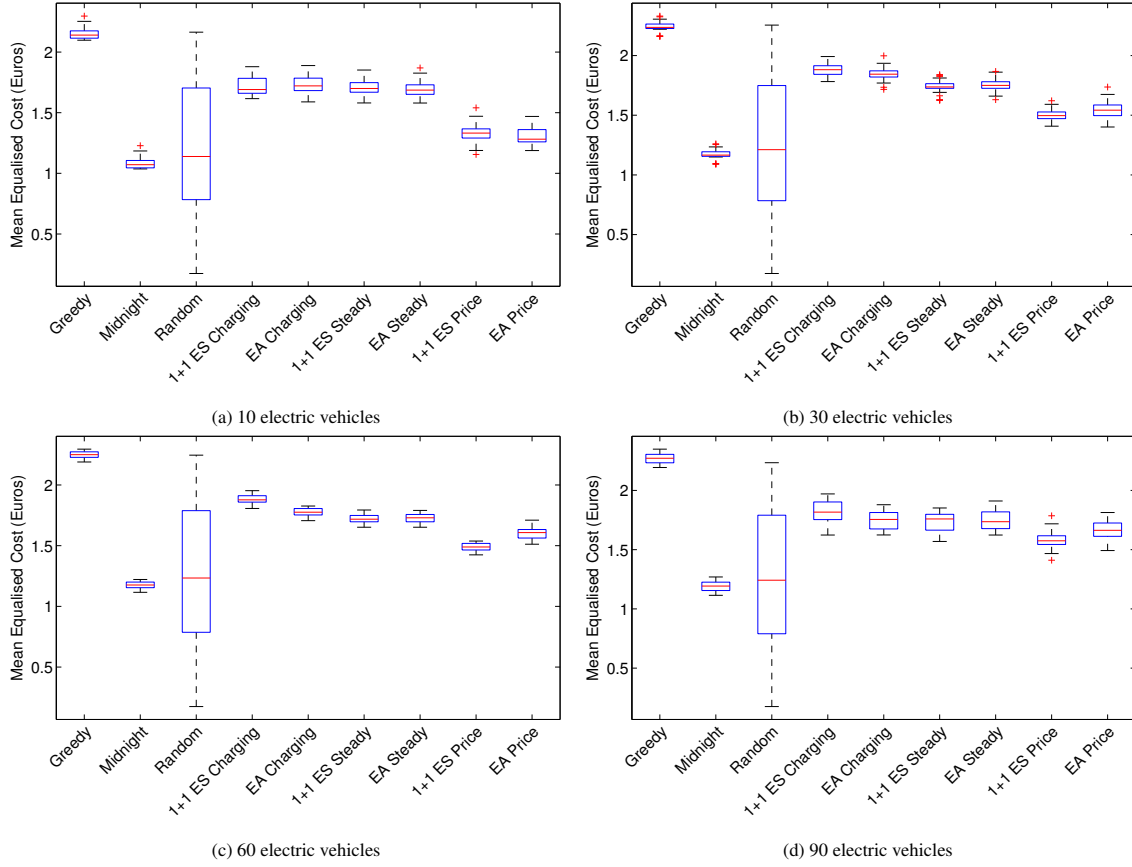 Mean Equalised Cost (Euros)
2
1.5
1
0.5
Greedy
Midnight
Random
1+1 ES Charging
EA Charging
1+1 ES Steady
EA Steady
1+1 ES Price
EA Price
(a) 10 electric vehicles
Mean Equalised Cost (Euros)
2
1.5
1
0.5
Greedy
Midnight
Random
1+1 ES Charging
EA Charging
1+1 ES Steady
EA Steady
1+1 ES Price
EA Price
(b) 30 electric vehicles
Mean Equalised Cost (Euros)
2
1.5
1
0.5
Greedy
Midnight
Random
1+1 ES Charging
EA Charging
1+1 ES Steady
EA Steady
1+1 ES Price
EA Price
(c) 60 electric vehicles
Mean Equalised Cost (Euros)
2
1.5
1
0.5
Greedy
Midnight
Random
1+1 ES Charging
EA Charging
1+1 ES Steady
EA Steady
1+1 ES Price
EA Price
(d) 90 electric vehicles